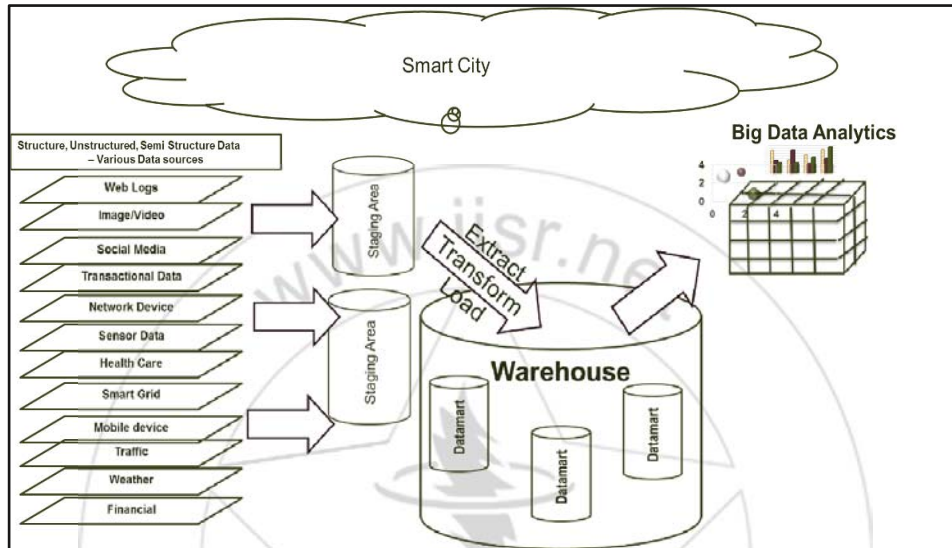 Smart City
Structure, Unstructured, Semi Structure Data
– Various Data sources
Web Logs
Image/Video
Social Media
Transactional Data
Network Device
Sensor Data
Health Care
Smart Grid
Mobile device
Traffic
Weather
Financial
Staging Area
Staging Area
Extract
Transform
Load
Warehouse
Datamart
Datamart
Datamart
Big Data Analytics
4
2
0
0 2 4
www.ijsr.net